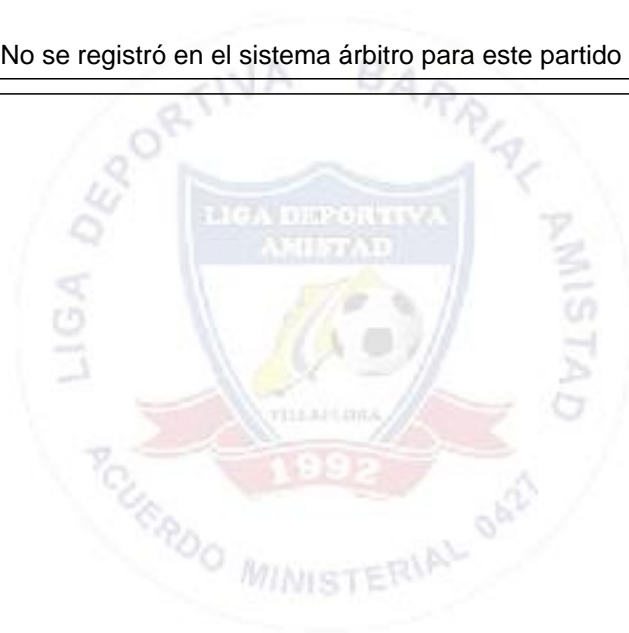 No se registró en el sistema árbitro para este partido
LIGA DEPORTIVA BARRIAL AMISTAD
LIGA DEPORTIVA
AMISTAD
VILLAFLORA
1992
ACUERDO MINISTERIAL 0427